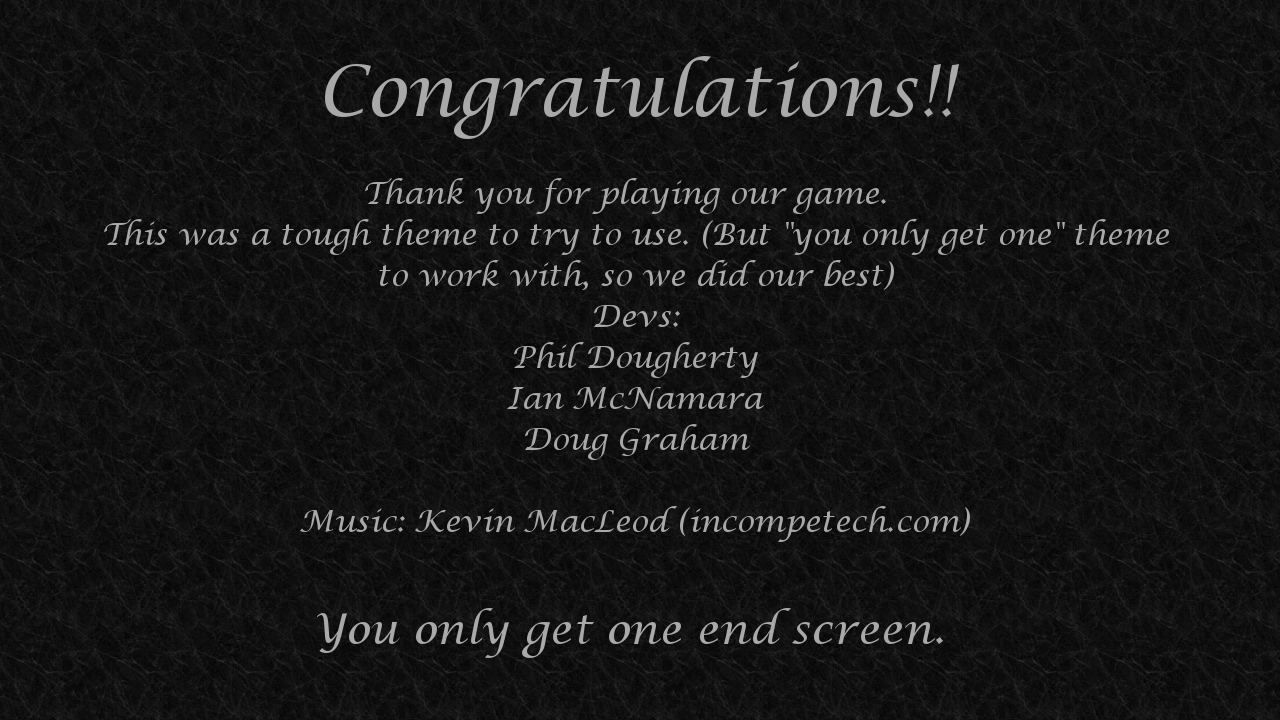 Congratulations!!
Thank you for playing our game.
This was a tough theme to try to use. (But "you only get one" theme
to work with, so we did our best)
Devs:
Phil Dougherty
Ian McNamara
Doug Graham
Music: Kevin MacLeod (incompetech.com)
You only get one end screen.